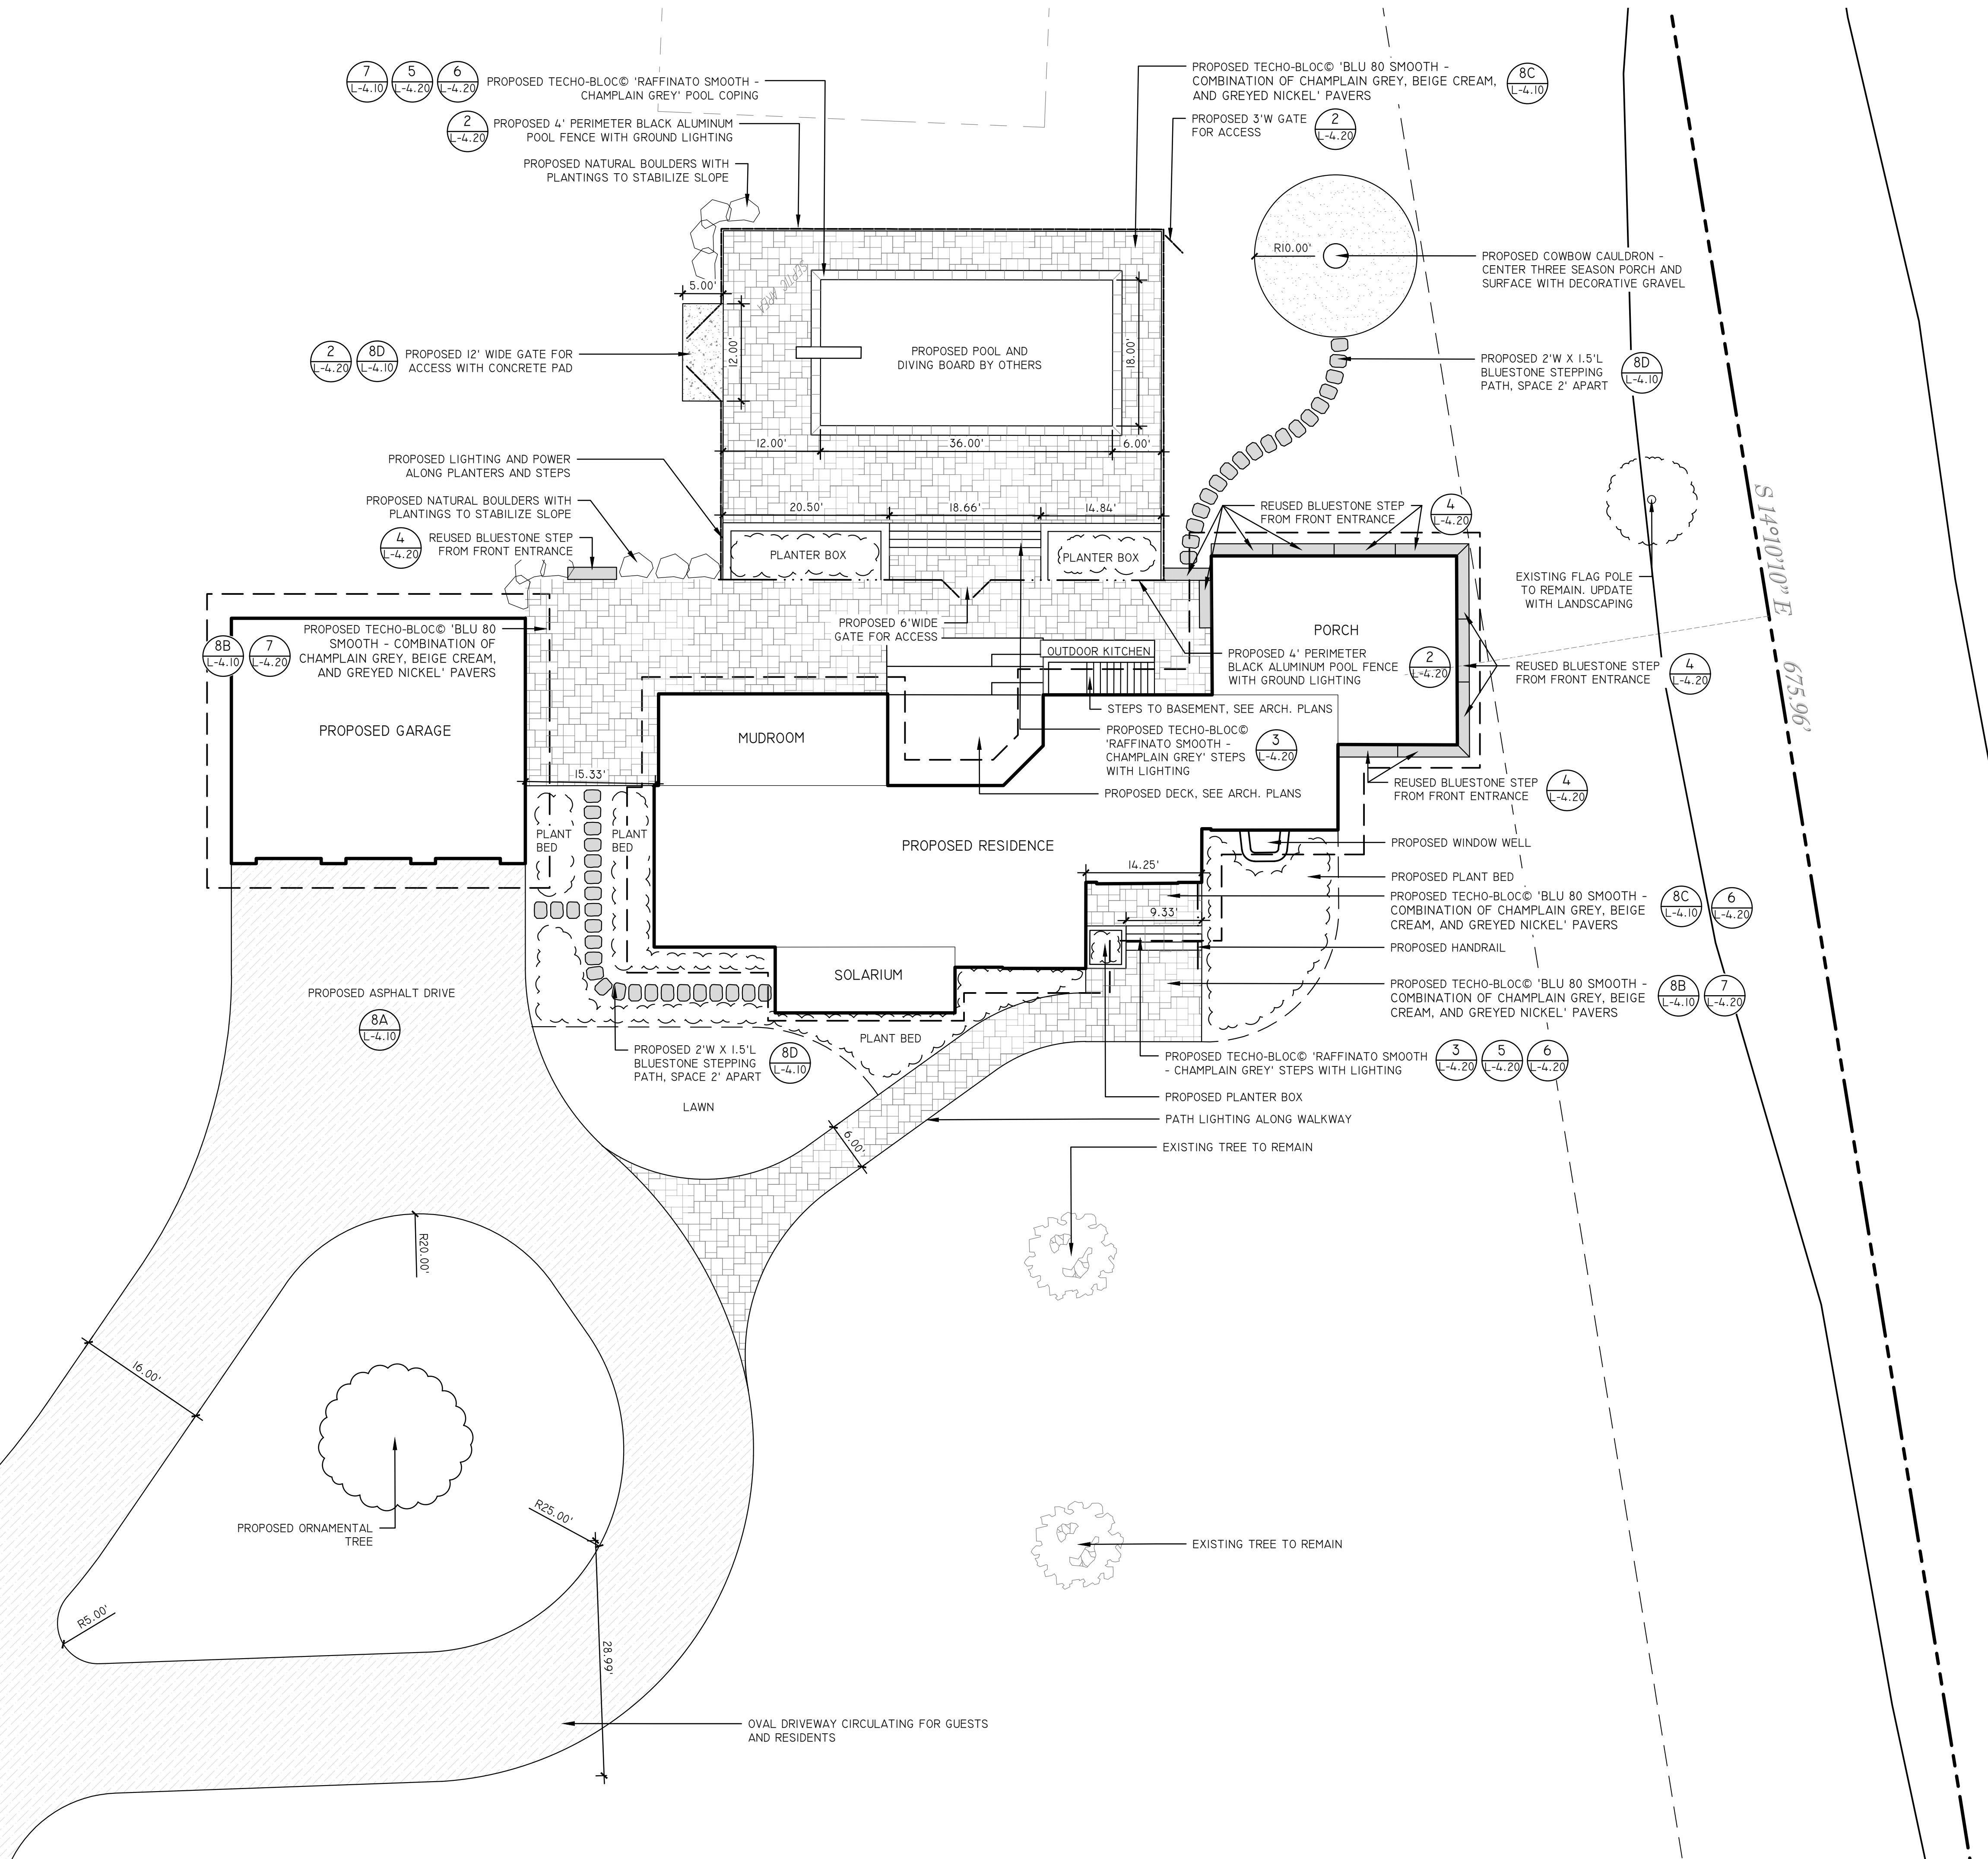 7
L-4.10
5
L-4.20
6
L-4.20
PROPOSED TECHO-BLOC© 'RAFFINATO SMOOTH -
CHAMPLAIN GREY' POOL COPING
2
L-4.20
PROPOSED 4' PERIMETER BLACK ALUMINUM
POOL FENCE WITH GROUND LIGHTING
PROPOSED NATURAL BOULDERS WITH
PLANTINGS TO STABILIZE SLOPE
PROPOSED TECHO-BLOC© 'BLU 80 SMOOTH -
COMBINATION OF CHAMPLAIN GREY, BEIGE CREAM,
AND GREYED NICKEL' PAVERS
8C
L-4.10
PROPOSED 3'W GATE
FOR ACCESS
2
L-4.20
R10.00'
PROPOSED COWBOW CAULDRON -
CENTER THREE SEASON PORCH AND
SURFACE WITH DECORATIVE GRAVEL
SEPTIC AREA
5.00'
12.00'
18.00'
2
L-4.20
8D
L-4.10
PROPOSED 12' WIDE GATE FOR
ACCESS WITH CONCRETE PAD
PROPOSED POOL AND
DIVING BOARD BY OTHERS
PROPOSED 2'W X 1.5'L
BLUESTONE STEPPING
PATH, SPACE 2' APART
8D
L-4.10
12.00'
36.00'
6.00'
PROPOSED LIGHTING AND POWER
ALONG PLANTERS AND STEPS
PROPOSED NATURAL BOULDERS WITH
PLANTINGS TO STABILIZE SLOPE
20.50'
18.66'
14.84'
REUSED BLUESTONE STEP
FROM FRONT ENTRANCE
4
L-4.20
4
L-4.20
REUSED BLUESTONE STEP
FROM FRONT ENTRANCE
PLANTER BOX
PLANTER BOX
S 14°10'10" E
675.96'
EXISTING FLAG POLE
TO REMAIN. UPDATE
WITH LANDSCAPING
8B
L-4.10
7
L-4.20
PROPOSED TECHO-BLOC© 'BLU 80
SMOOTH - COMBINATION OF
CHAMPLAIN GREY, BEIGE CREAM,
AND GREYED NICKEL' PAVERS
PROPOSED 6'WIDE
GATE FOR ACCESS
OUTDOOR KITCHEN
PORCH
PROPOSED 4' PERIMETER
BLACK ALUMINUM POOL FENCE
WITH GROUND LIGHTING
2
L-4.20
REUSED BLUESTONE STEP
FROM FRONT ENTRANCE
4
L-4.20
STEPS TO BASEMENT, SEE ARCH. PLANS
PROPOSED GARAGE
MUDROOM
PROPOSED TECHO-BLOC©
'RAFFINATO SMOOTH -
CHAMPLAIN GREY' STEPS
WITH LIGHTING
3
L-4.20
15.33'
PROPOSED DECK, SEE ARCH. PLANS
REUSED BLUESTONE STEP
FROM FRONT ENTRANCE
4
L-4.20
PLANT
BED
PLANT
BED
PROPOSED RESIDENCE
PROPOSED WINDOW WELL
14.25'
PROPOSED PLANT BED
PROPOSED TECHO-BLOC© 'BLU 80 SMOOTH -
COMBINATION OF CHAMPLAIN GREY, BEIGE
CREAM, AND GREYED NICKEL' PAVERS
8C
L-4.10
6
L-4.20
9.33'
PROPOSED HANDRAIL
SOLARIUM
PROPOSED TECHO-BLOC© 'BLU 80 SMOOTH -
COMBINATION OF CHAMPLAIN GREY, BEIGE
CREAM, AND GREYED NICKEL' PAVERS
8B
L-4.10
7
L-4.20
PROPOSED ASPHALT DRIVE
8A
L-4.10
PLANT BED
PROPOSED 2'W X 1.5'L
BLUESTONE STEPPING
PATH, SPACE 2' APART
8D
L-4.10
PROPOSED TECHO-BLOC© 'RAFFINATO SMOOTH
- CHAMPLAIN GREY' STEPS WITH LIGHTING
3
L-4.20
5
L-4.20
6
L-4.20
PROPOSED PLANTER BOX
LAWN
PATH LIGHTING ALONG WALKWAY
6.00'
EXISTING TREE TO REMAIN
R20.00'
16.00'
R25.00'
PROPOSED ORNAMENTAL
TREE
EXISTING TREE TO REMAIN
R5.00'
28.99'
OVAL DRIVEWAY CIRCULATING FOR GUESTS
AND RESIDENTS